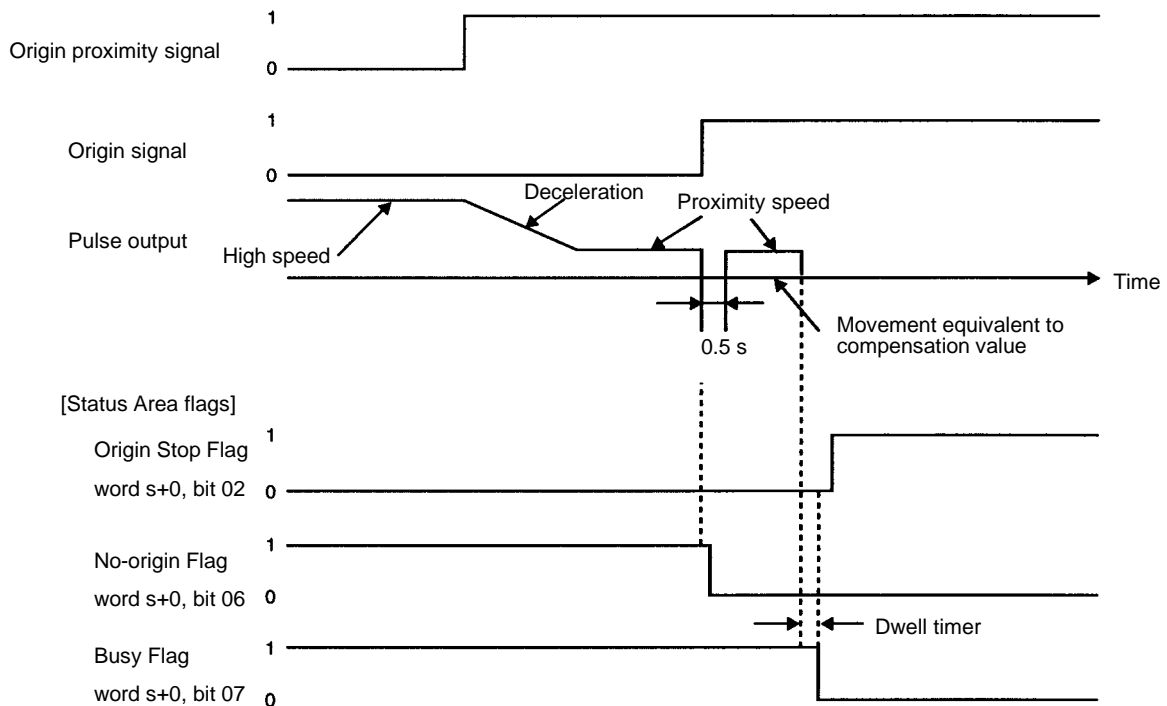 1
Origin proximity signal
0
1
Origin signal
0
Deceleration
Proximity speed
Pulse output
High speed
Time
Movement equivalent to
compensation value
0.5 s
[Status Area flags]
Origin Stop Flag
1
word s+0, bit 02
0
1
No-origin Flag
word s+0, bit 06
0
Dwell timer
1
Busy Flag
word s+0, bit 07
0